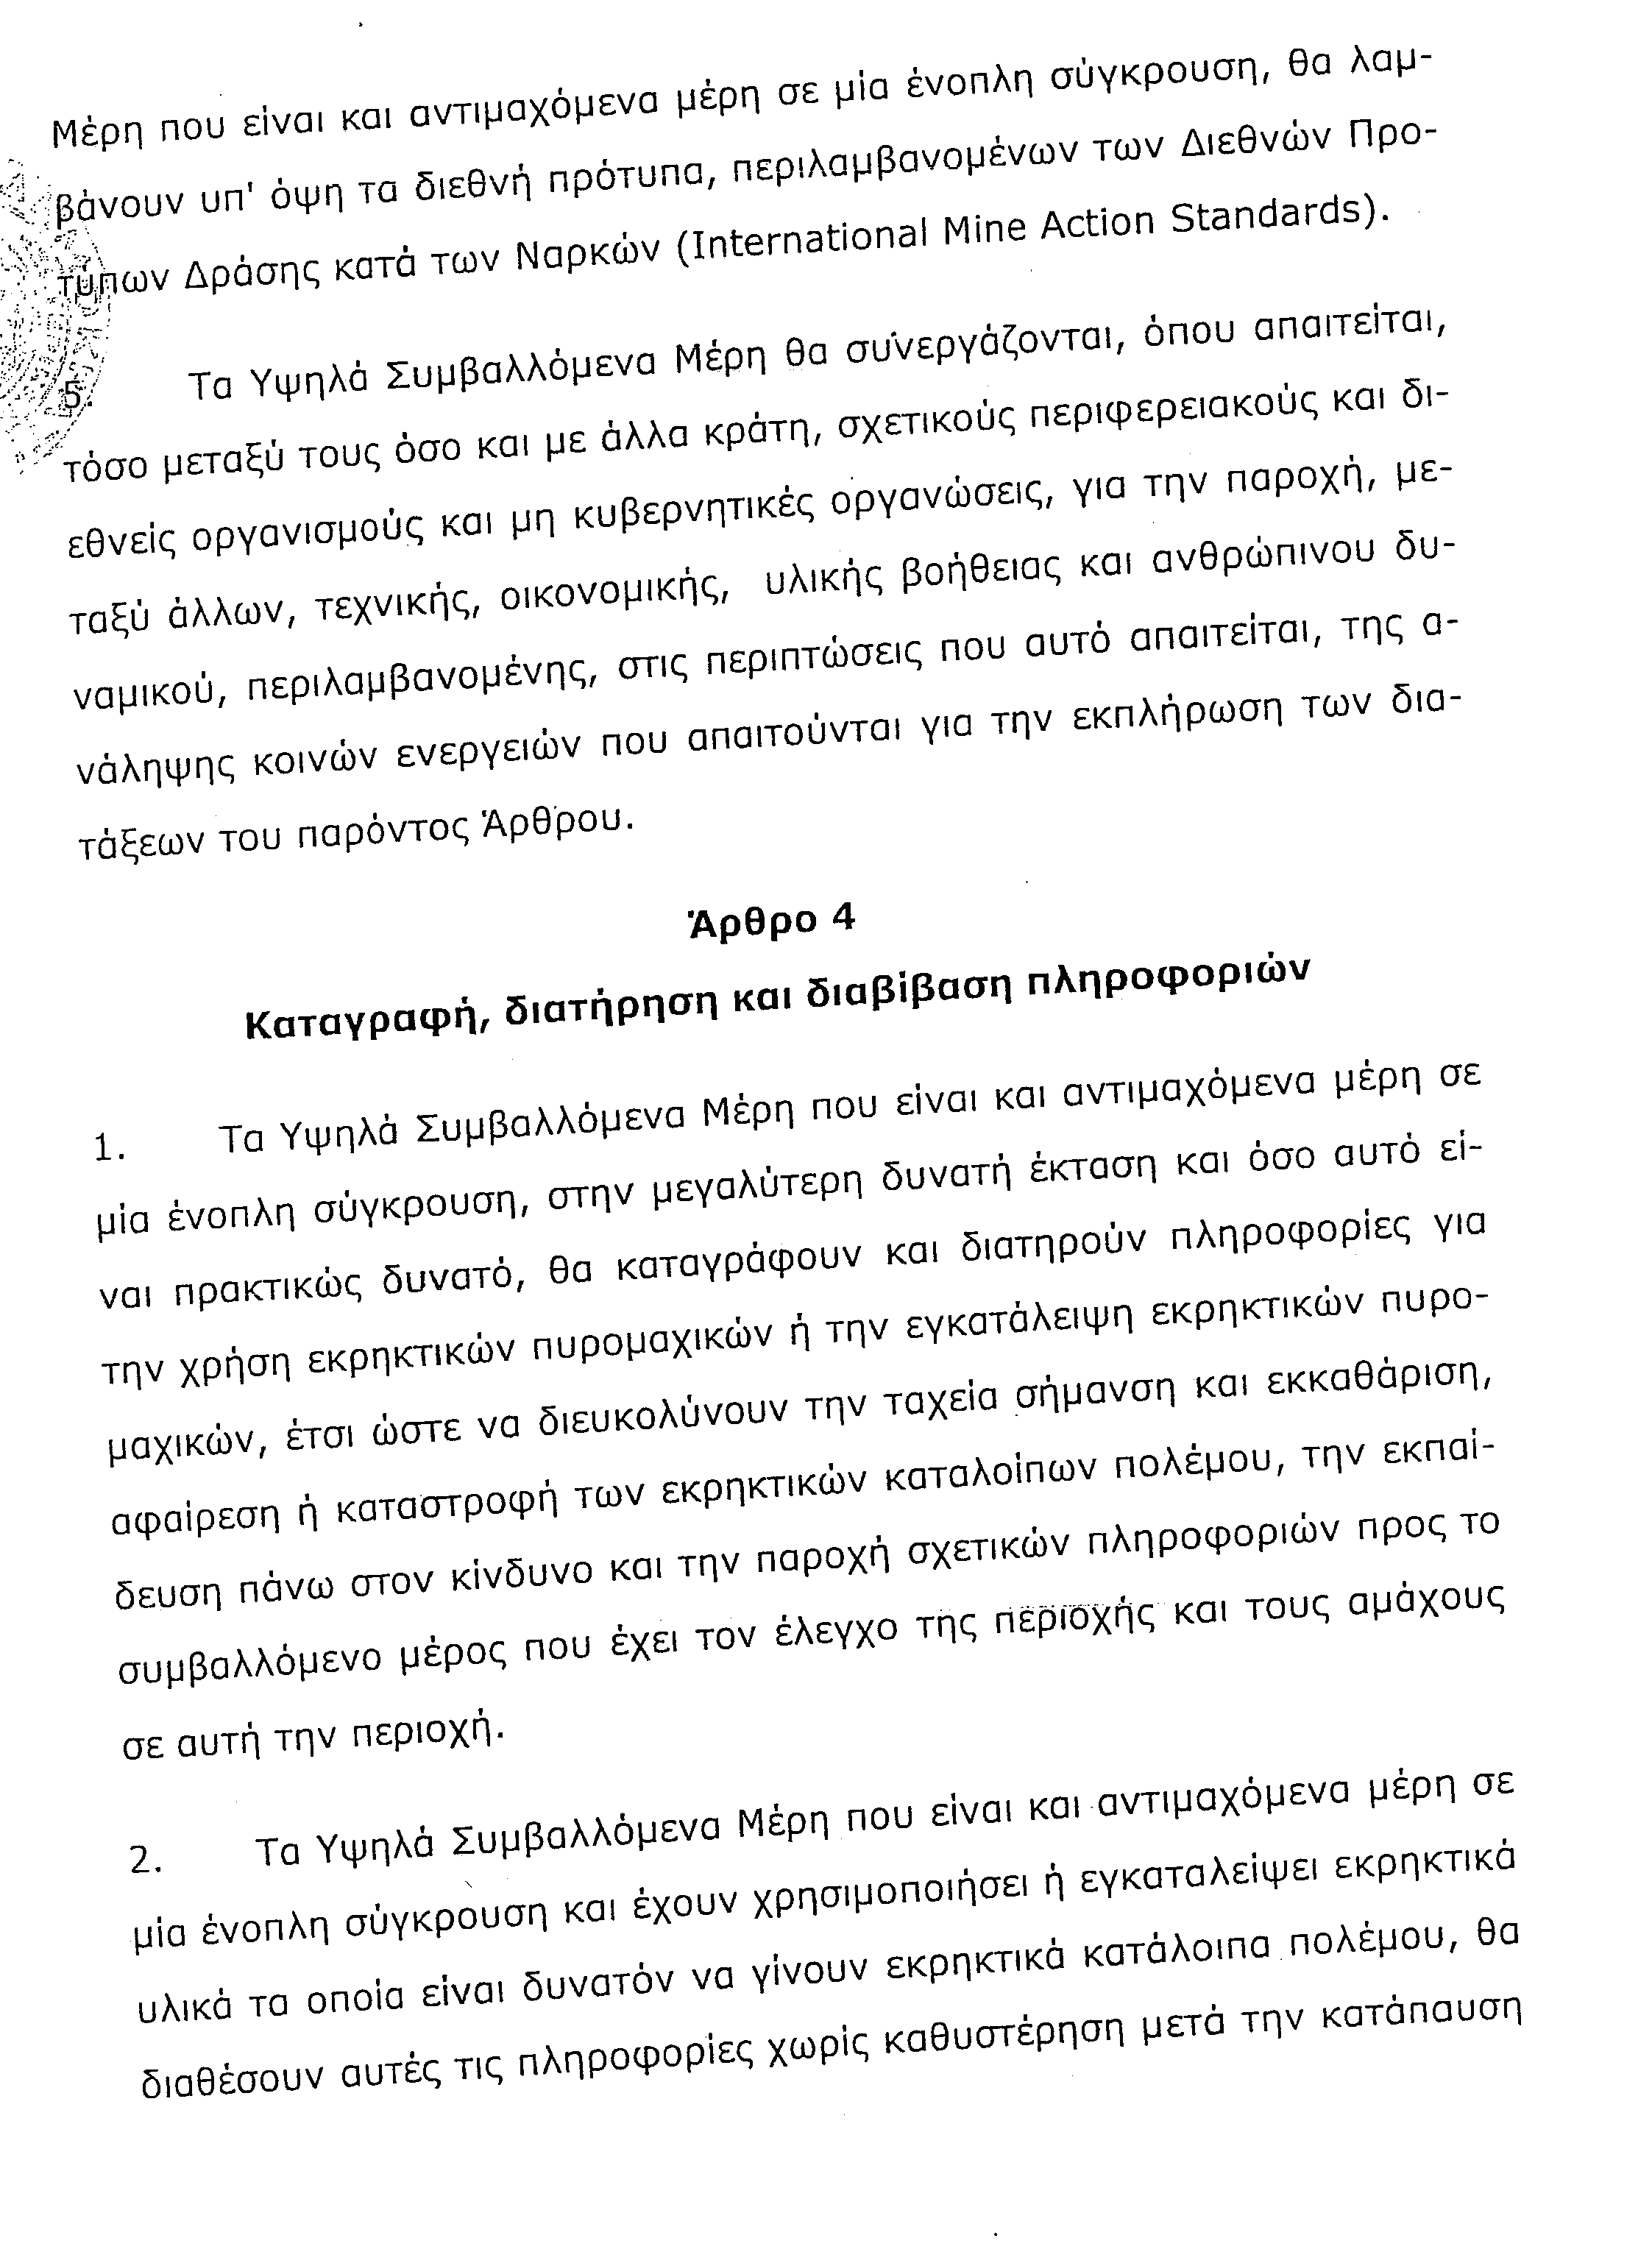 Μέρη που είναι και αντιμαχόμενα μέρη σε μία ένοπλη σύγκρουση, θα λαμ-
βάνουν υπ' όψη τα διεθνή πρότυπα, περιλαμβανομένων των Διεθνών Προ-
τύπων Δράσης κατά των Ναρκών (International Mine Action Standards).
5. Τα Υψηλά Συμβαλλόμενα Μέρη θα συνεργάζονται, όπου απαιτείται,
τόσο μεταξύ τους όσο και με άλλα κράτη, σχετικούς περιφερειακούς και δι-
εθνείς οργανισμούς και μη κυβερνητικές οργανώσεις, για την παροχή, με-
ταξύ άλλων, τεχνικής, οικονομικής, υλικής βοήθειας και ανθρώπινου δυ-
ναμικού, περιλαμβανομένης, στις περιπτώσεις που αυτό απαιτείται, της α-
νάληψης κοινών ενεργειών που απαιτούνται για την εκπλήρωση των δια-
τάξεων του παρόντος Άρθρου.
Άρθρο 4
Καταγραφή, διατήρηση και διαβίβαση πληροφοριών
1. Τα Υψηλά Συμβαλλόμενα Μέρη που είναι και αντιμαχόμενα μέρη σε
μία ένοπλη σύγκρουση, στην μεγαλύτερη δυνατή έκταση και όσο αυτό εί-
ναι πρακτικώς δυνατό, θα καταγράφουν και διατηρούν πληροφορίες για
την χρήση εκρηκτικών πυρομαχικών ή την εγκατάλειψη εκρηκτικών πυρο-
μαχικών, έτσι ώστε να διευκολύνουν την ταχεία σήμανση και εκκαθάριση,
αφαίρεση ή καταστροφή των εκρηκτικών καταλοίπων πολέμου, την εκπαί-
δευση πάνω στον κίνδυνο και την παροχή σχετικών πληροφοριών προς το
συμβαλλόμενο μέρος που έχει τον έλεγχο της περιοχής και τους αμάχους
σε αυτή την περιοχή.
2. Τα Υψηλά Συμβαλλόμενα Μέρη που είναι και αντιμαχόμενα μέρη σε
μία ένοπλη σύγκρουση και έχουν χρησιμοποιήσει ή εγκαταλείψει εκρηκτικά
υλικά τα οποία είναι δυνατόν να γίνουν εκρηκτικά κατάλοιπα πολέμου, θα
διαθέσουν αυτές τις πληροφορίες χωρίς καθυστέρηση μετά την κατάπαυση